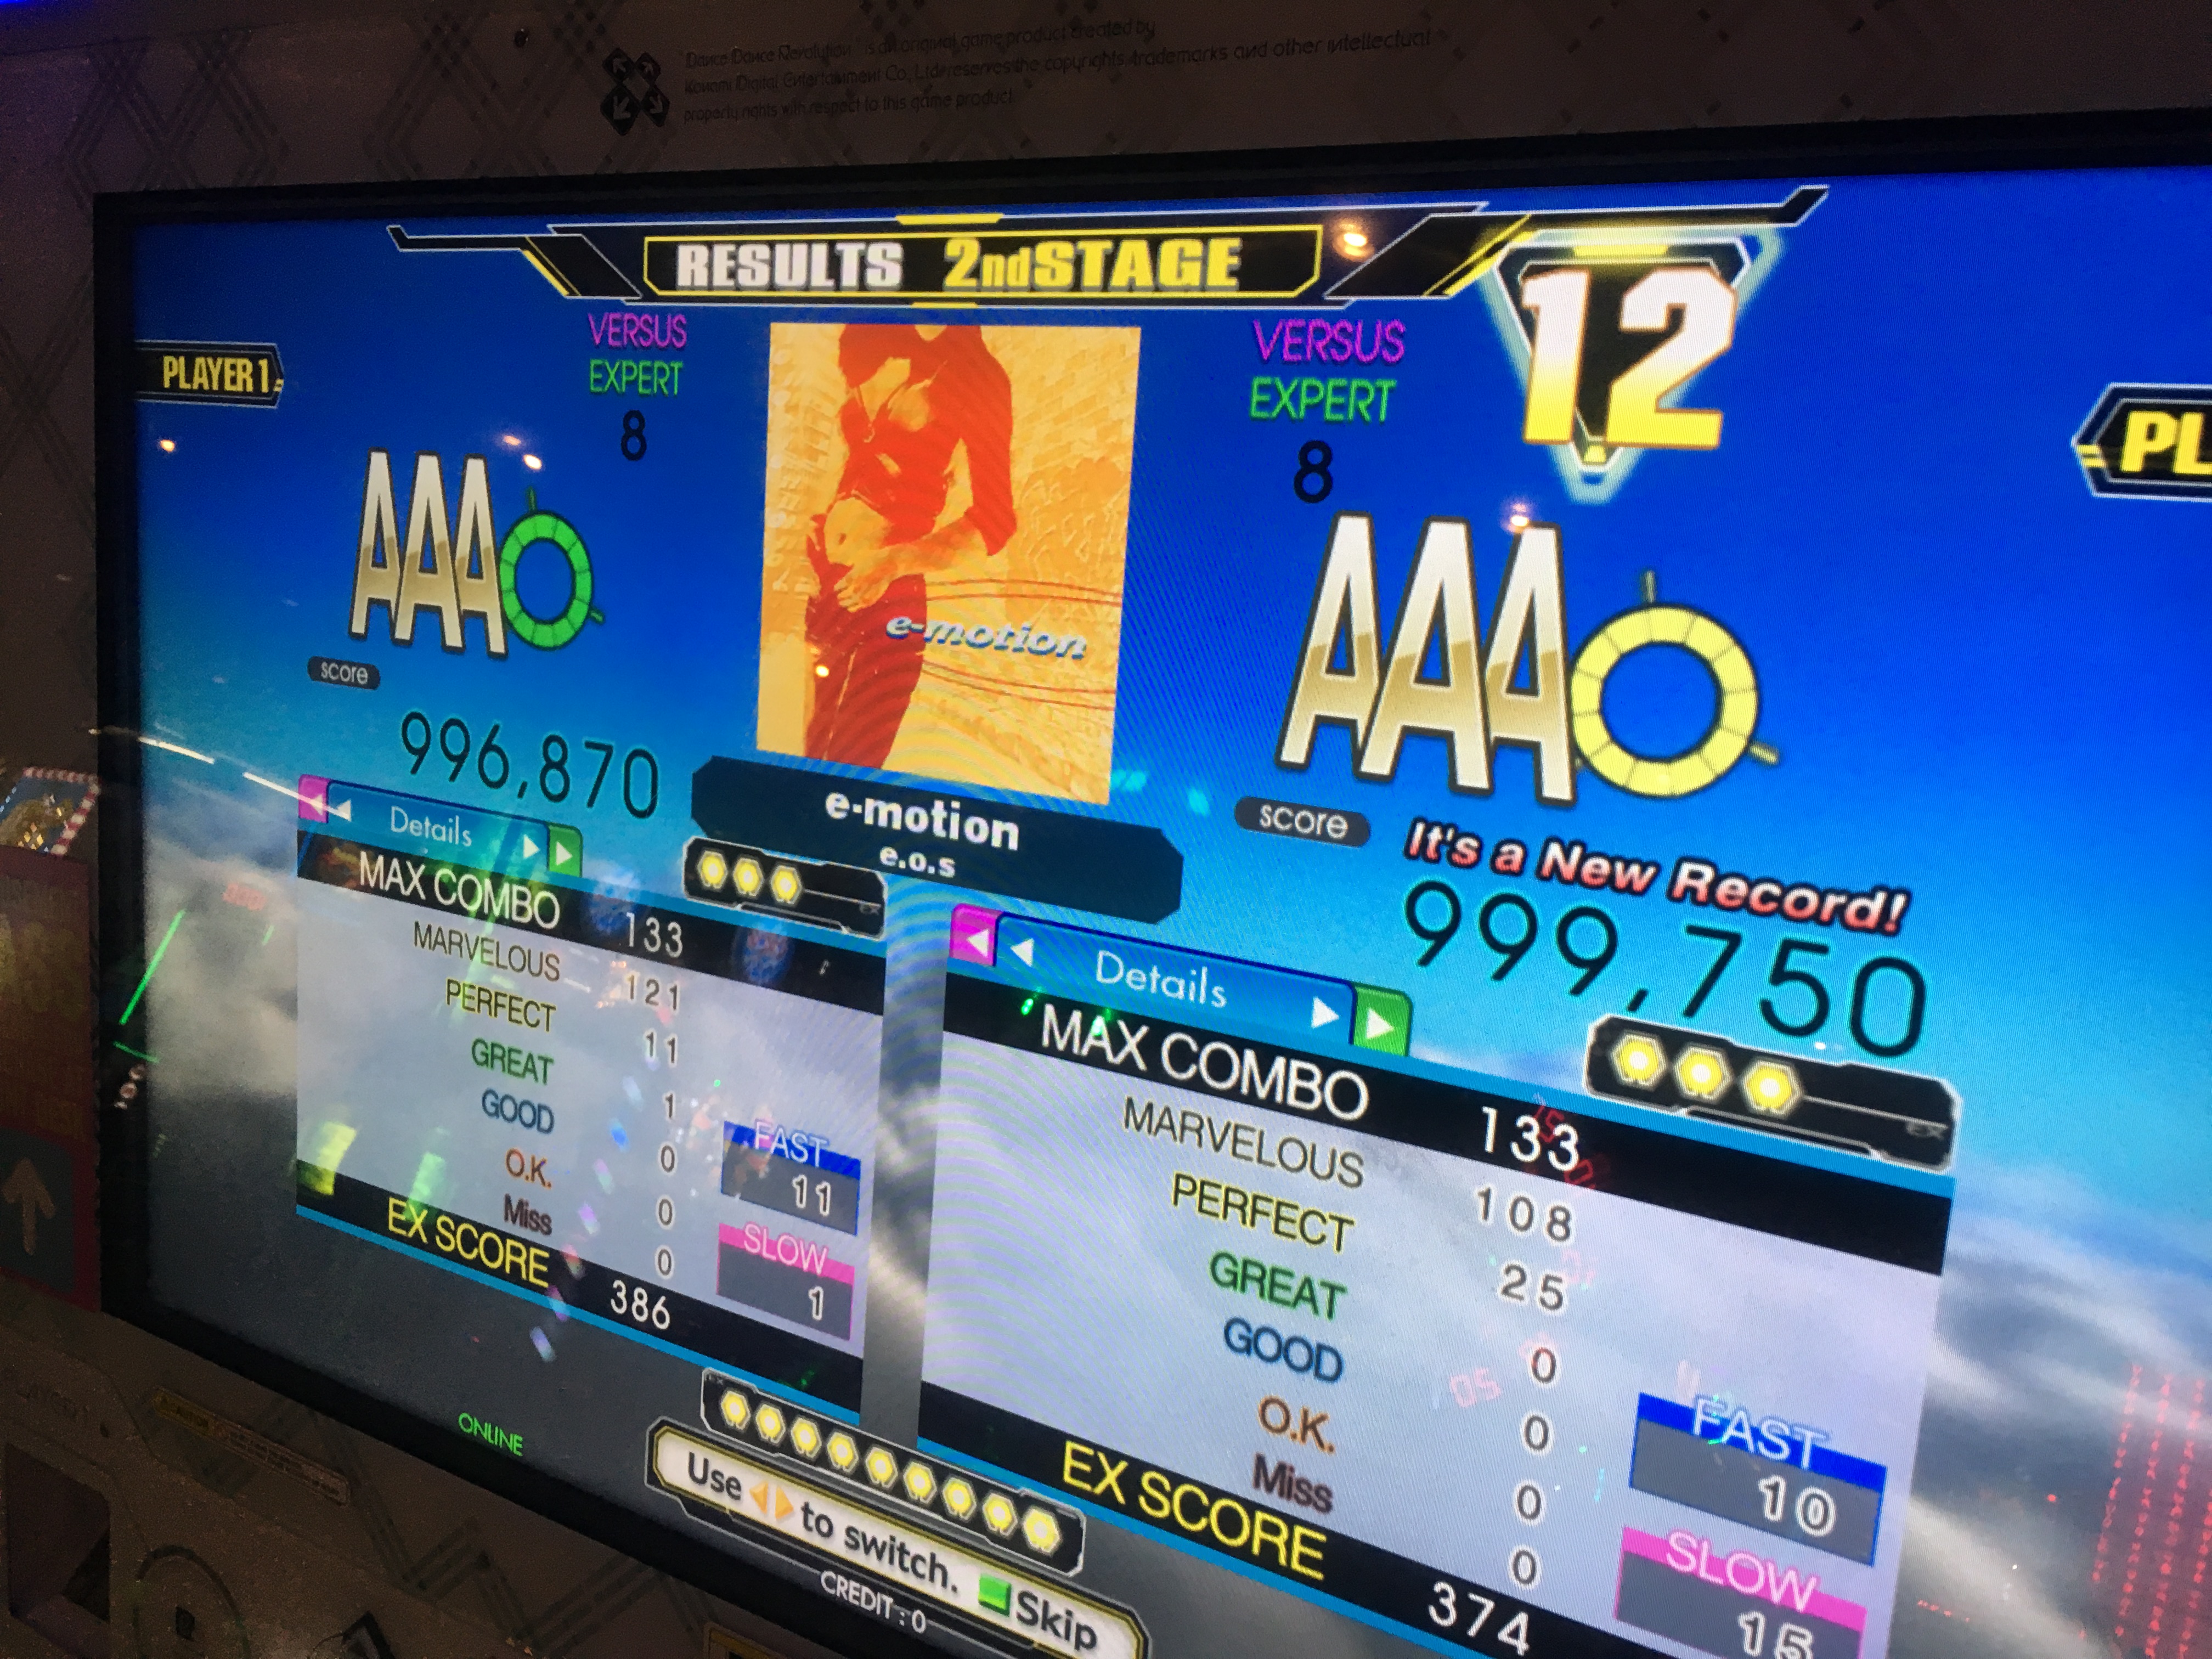 "Dance Dance Revolution" is an original game product created by
Konami Digital Entertainment Co., Ltd. reserves the copyrights, trademarks and other intellectual
property rights with respect to this game product.
RESULTS 2nd STAGE
12
PLAYER 1
VERSUS
EXPERT
8
VERSUS
EXPERT
8
PL
AAA
AAA
e-motion
score
996,870
e-motion
e.o.s
score
It's a New Record!
999,750
Details
MAX COMBO 133
MARVELOUS 121
PERFECT 11
GREAT 1
GOOD 0
O.K. 0
Miss 0
EX SCORE 386
FAST
11
SLOW
1
EX
Details
MAX COMBO 133
MARVELOUS 108
PERFECT 25
GREAT 0
GOOD 0
O.K. 0
Miss 0
EX SCORE 374
FAST
10
SLOW
15
EX
ONLINE
Use ◀▶ to switch. Skip
CREDIT : 0